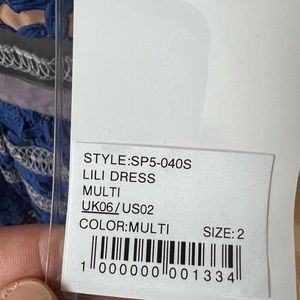 STYLE:SP5-040S
LILI DRESS
MULTI
UK06/US02
COLOR:MULTI SIZE:2
1 000000 001334